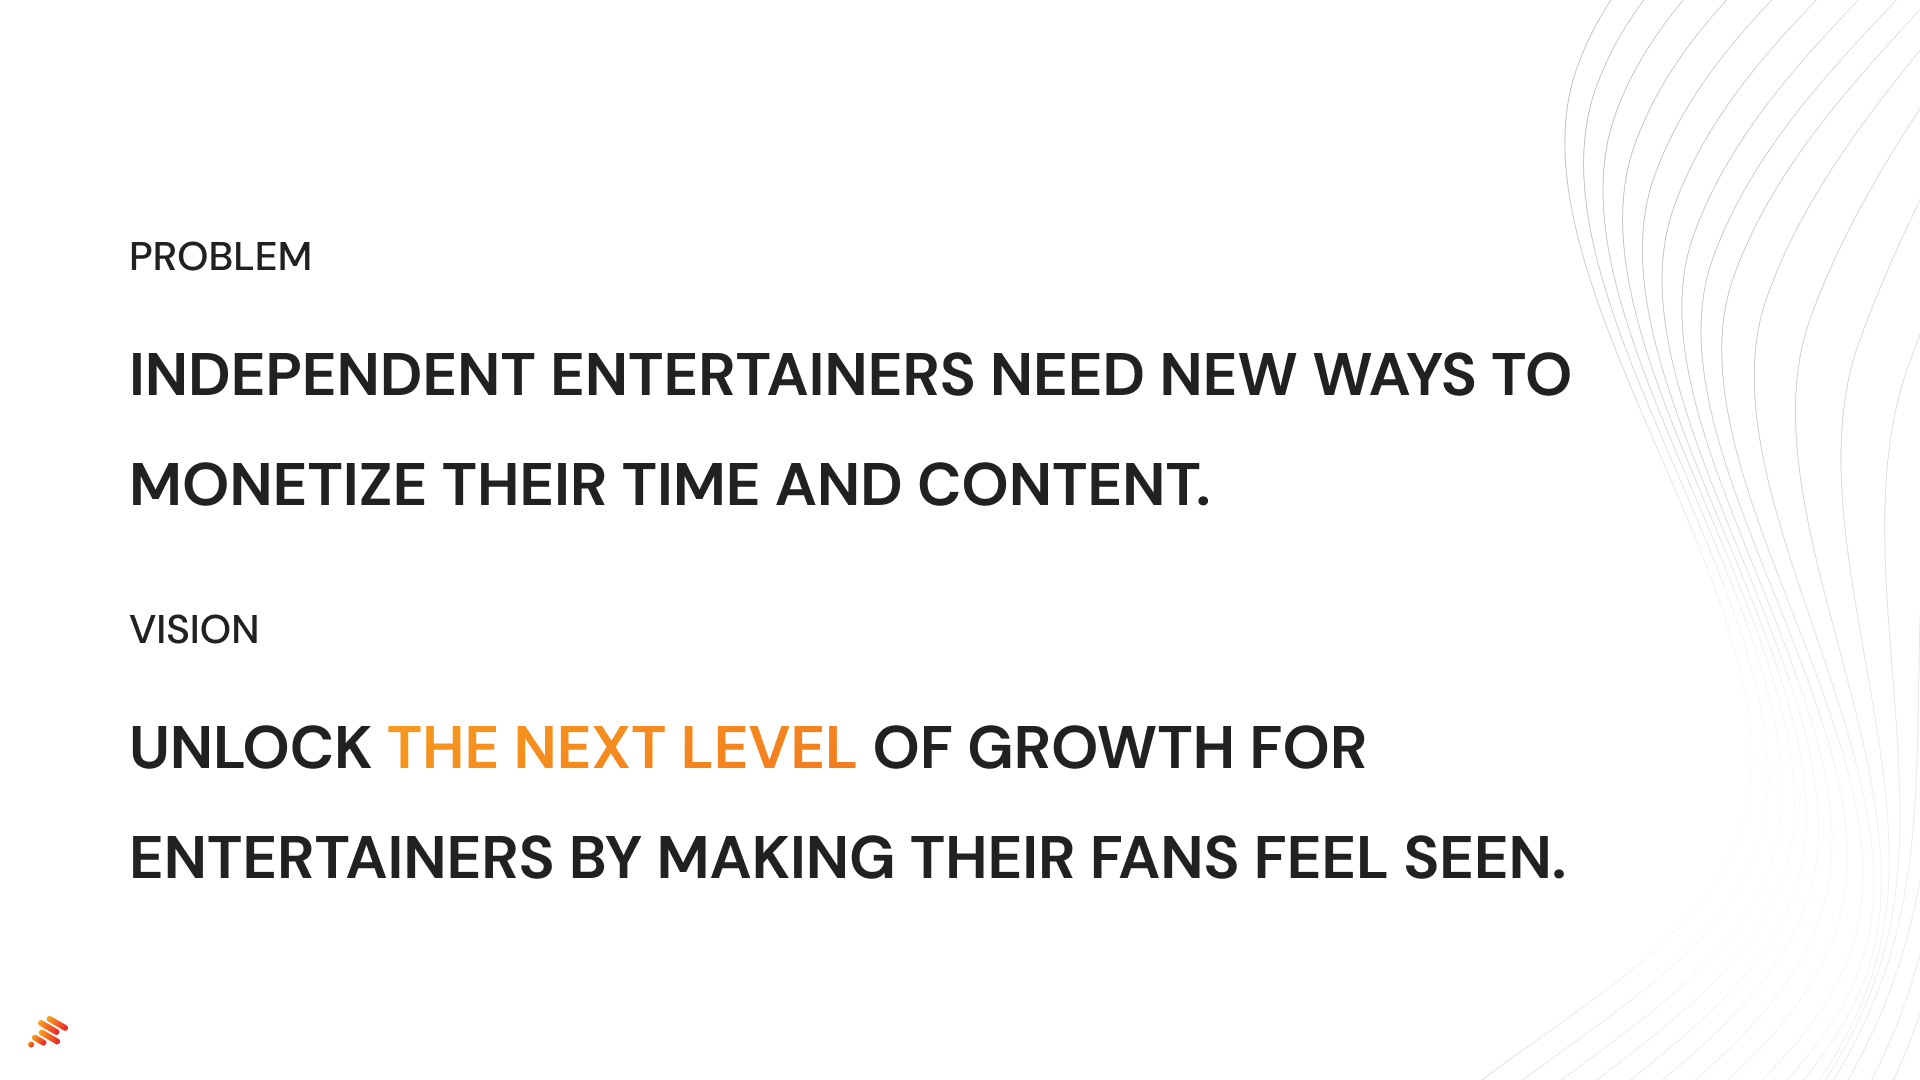 PROBLEM
INDEPENDENT ENTERTAINERS NEED NEW WAYS TO
MONETIZE THEIR TIME AND CONTENT.
VISION
UNLOCK THE NEXT LEVEL OF GROWTH FOR
ENTERTAINERS BY MAKING THEIR FANS FEEL SEEN.